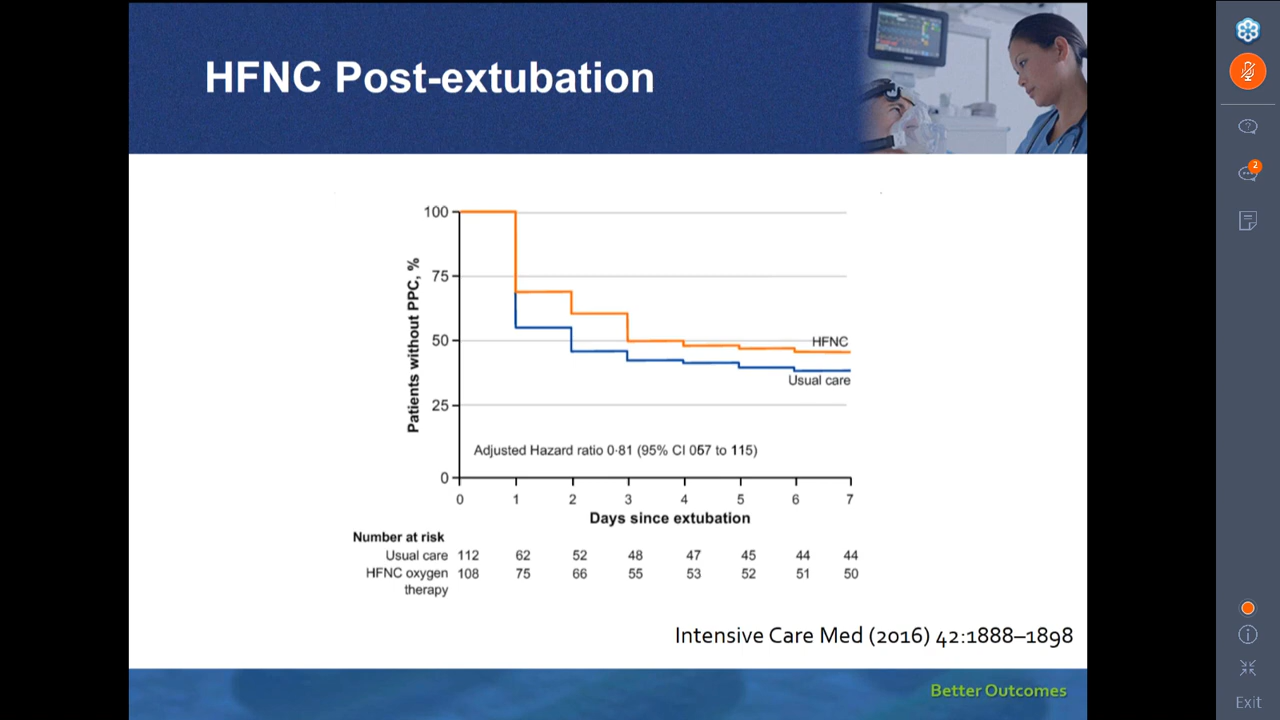 HFNC Post-extubation
100
75
50
25
0
Patients without PPC, %
HFNC
Usual care
Adjusted Hazard ratio 0·81 (95% CI 057 to 115)
0 1 2 3 4 5 6 7
Days since extubation
Number at risk
Usual care 112 62 52 48 47 45 44 44
HFNC oxygen 108 75 66 55 53 52 51 50
therapy
Intensive Care Med (2016) 42:1888–1898
Better Outcomes
2
Exit